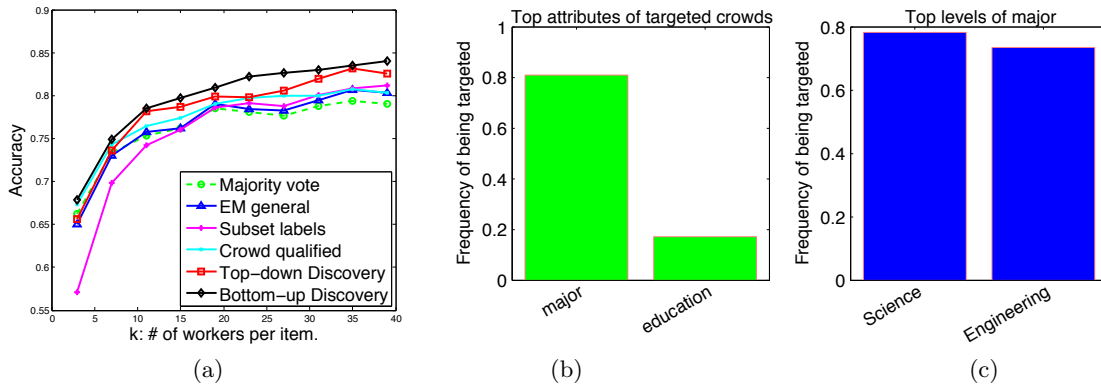 0.9
0.85
0.8
0.75
0.7
0.65
0.6
0.55
Accuracy
0 5 10 15 20 25 30 35 40
k: # of workers per item.
Majority vote
EM general
Subset labels
Crowd qualified
Top-down Discovery
Bottom-up Discovery
(a)
Top attributes of targeted crowds
1
0.8
0.6
0.4
0.2
0
Frequency of being targeted
major
education
(b)
Top levels of major
0.8
0.6
0.4
0.2
0
Frequency of being targeted
Science
Engineering
(c)